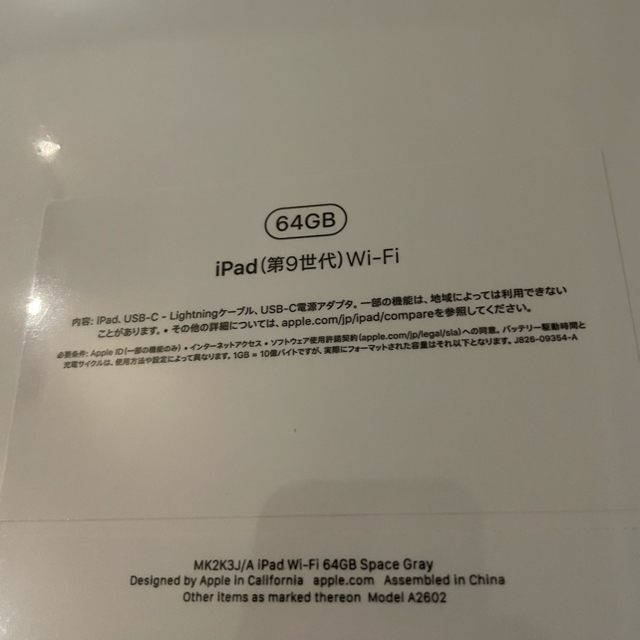 64GB
iPad(第9世代)Wi-Fi
内容: iPad、USB-C - Lightningケーブル、USB-C電源アダプタ。一部の機能は、地域によっては利用できない
ことがあります。• その他の詳細については、apple.com/jp/ipad/compareを参照してください。
必要条件: Apple ID(一部の機能のみ) • インターネットアクセス • ソフトウェア使用許諾契約(apple.com/jp/legal/sla)への同意。バッテリー駆動時間と
充電サイクルは、使用方法や設定によって異なります。1GB = 10億バイトですが、実際にフォーマットされた容量はそれ以下となります。J826-09354-A
MK2K3J/A iPad Wi-Fi 64GB Space Gray
Designed by Apple in California apple.com Assembled in China
Other items as marked thereon Model A2602